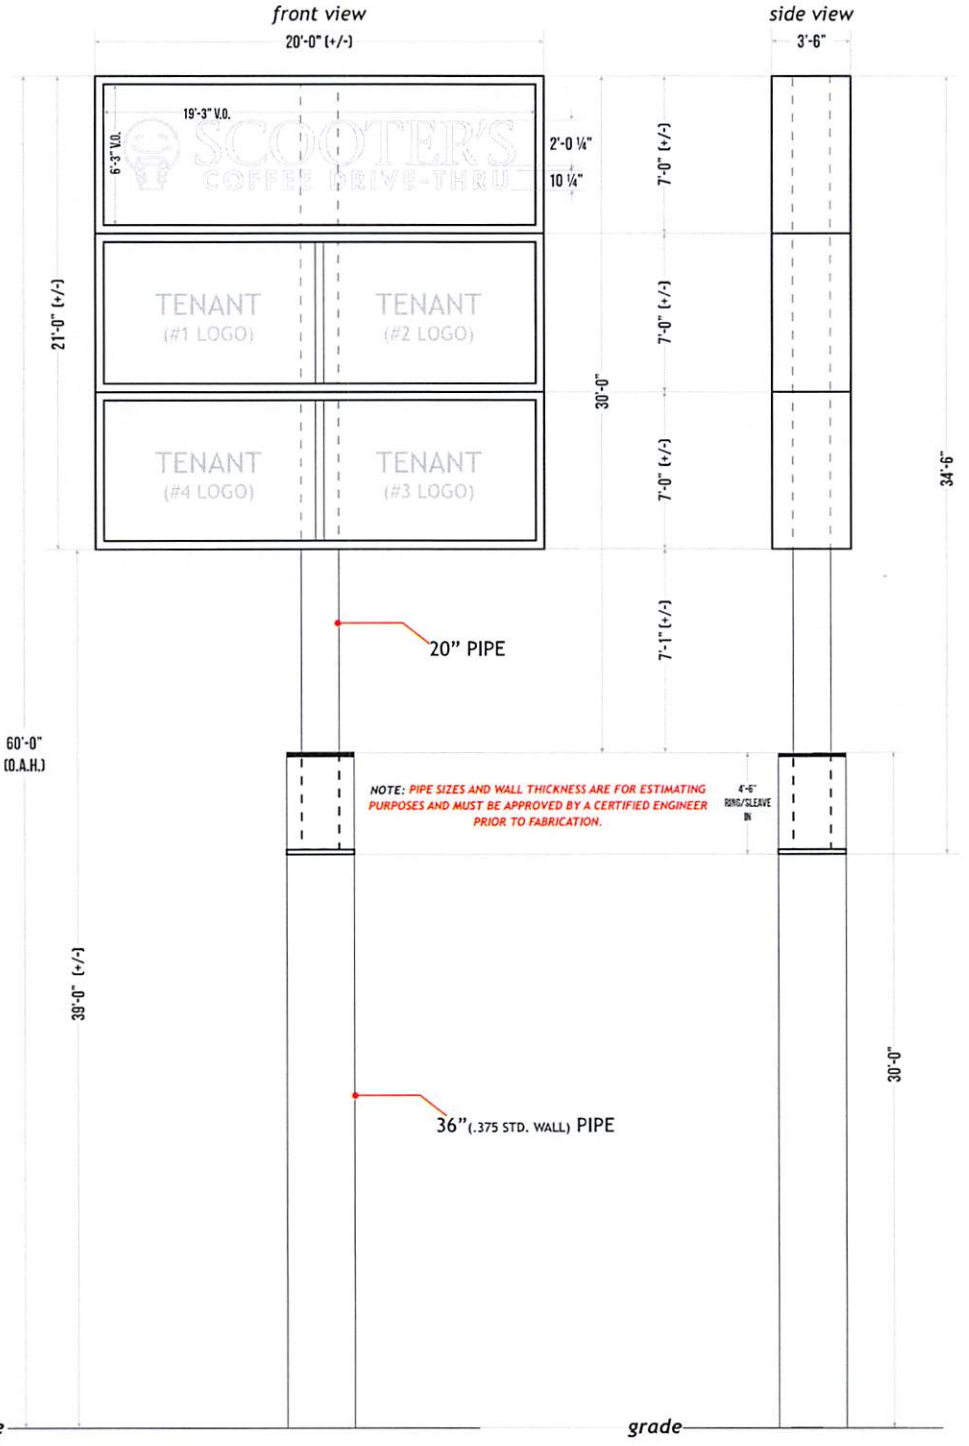 front view
side view
20'-0" (+/-)
3'-6"
19'-3" V.O.
6'-3" V.O.
SCOOTER'S
COFFEE DRIVE-THRU
2'-0 ¼"
10 ¼"
7'-0" (+/-)
21'-0" (+/-)
TENANT
(#1 LOGO)
TENANT
(#2 LOGO)
7'-0" (+/-)
30'-0"
TENANT
(#4 LOGO)
TENANT
(#3 LOGO)
7'-0" (+/-)
34'-6"
20" PIPE
7'-1" (+/-)
60'-0"
(O.A.H.)
NOTE: PIPE SIZES AND WALL THICKNESS ARE FOR ESTIMATING
PURPOSES AND MUST BE APPROVED BY A CERTIFIED ENGINEER
PRIOR TO FABRICATION.
4'-6"
RING/SLEAVE
IN
39'-0" (+/-)
30'-0"
36"(.375 STD. WALL) PIPE
grade